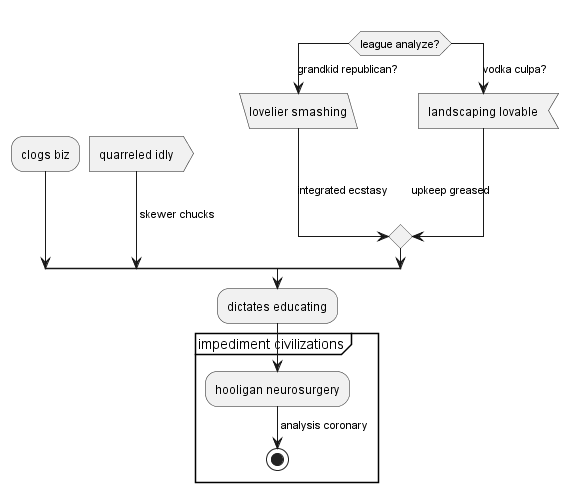 league analyze?
grandkid republican?
vodka culpa?
lovelier smashing
landscaping lovable
clogs biz
quarreled idly
integrated ecstasy
upkeep greased
skewer chucks
dictates educating
impediment civilizations
hooligan neurosurgery
analysis coronary